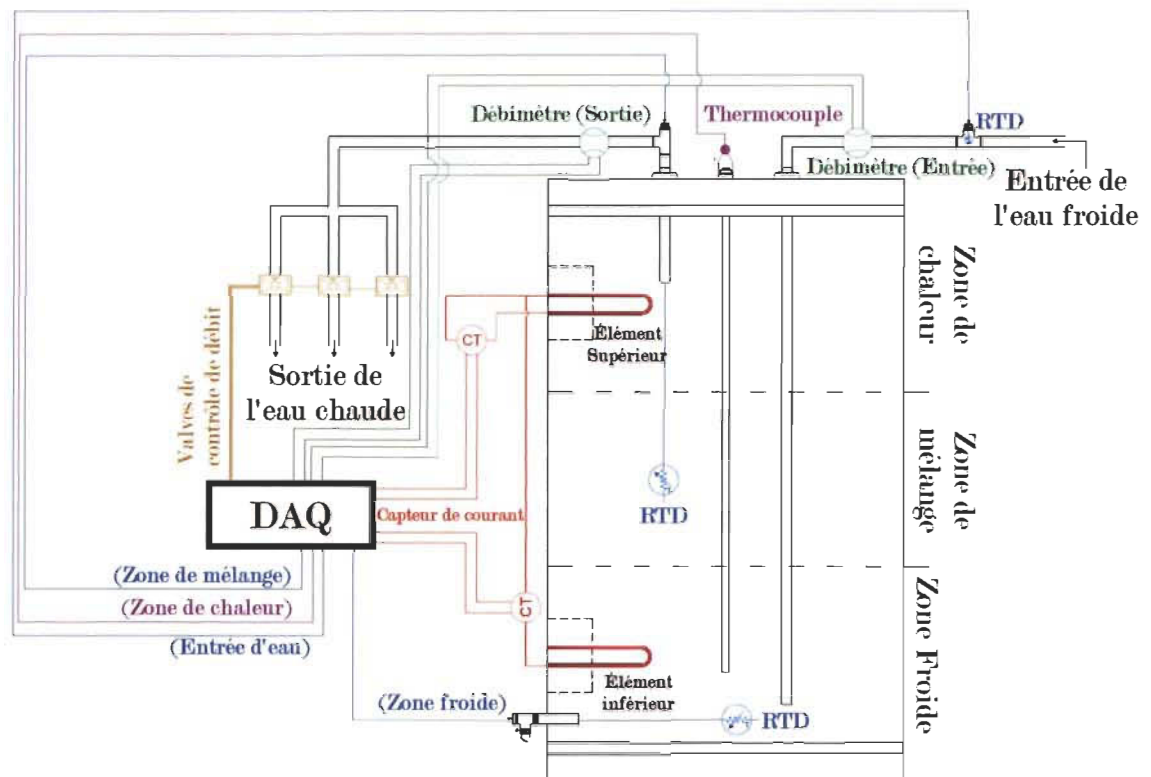 Débimètre (Sortie)
Thermocouple
RTD
Débimètre (Entrée)
Entrée de
l'eau froide
Zone de
chaleur
Élément
Supérieur
CT
Sortie de
l'eau chaude
Valves de
contrôle de débit
Zone de
mélange
RTD
DAQ
Capteur de courant
(Zone de mélange)
(Zone de chaleur)
(Entrée d'eau)
CT
Zone Froide
Élément
inférieur
(Zone froide)
RTD